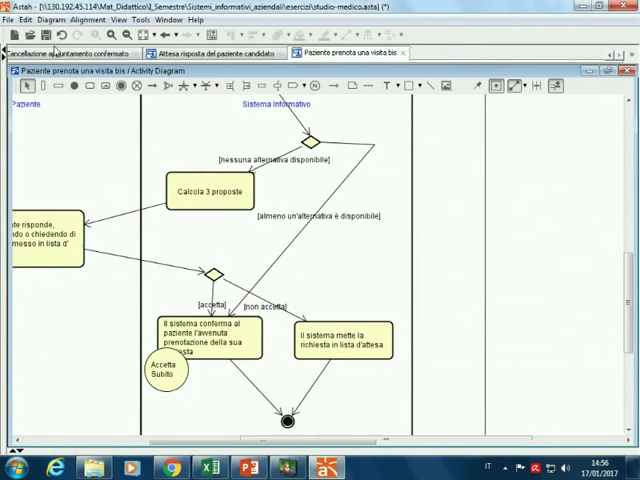 Astah - [\\130.192.45.114\Mat_Didattico\I_Semestre\Sistemi_informativi_aziendali\esercizi\studio-medico.asta] (*)
File Edit Diagram Alignment View Tools Window Help
Cancellazione appuntamento confermato
Attesa risposta del paziente candidato
Paziente prenota una visita bis
Paziente prenota una visita bis / Activity Diagram
Paziente
Sistema Informativo
[nessuna alternativa disponibile]
Calcola 3 proposte
[almeno un'alternativa è disponibile]
nte risponde,
ndo o chiedendo di
messo in lista d'
[accetta]
[non accetta]
Il sistema conferma al
paziente l'avvenuta
prenotazione della sua
Il sistema mette la
richiesta in lista d'attesa
Accetta
Subito
IT
14:56
17/01/2017